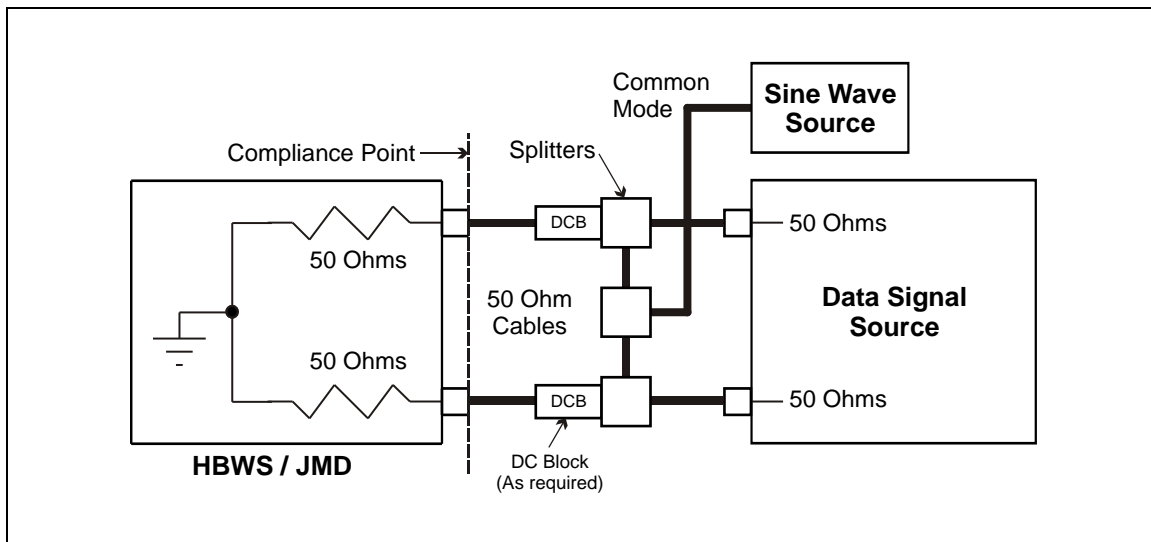 Common
Mode
Sine Wave
Source
Compliance Point
Splitters
DCB
50 Ohms
50 Ohms
50 Ohm
Cables
Data Signal
Source
50 Ohms
DCB
50 Ohms
HBWS / JMD
DC Block
(As required)